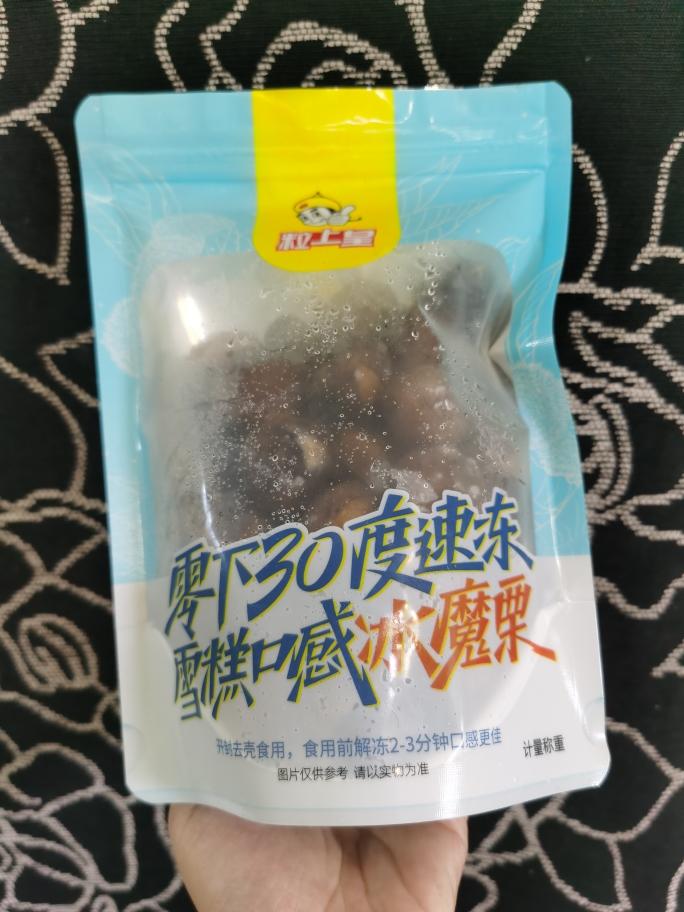 粒上皇
零下30度速冻
雪糕口感冰魔栗
开封去壳食用，食用前解冻2-3分钟口感更佳
计量称重
图片仅供参考 请以实物为准